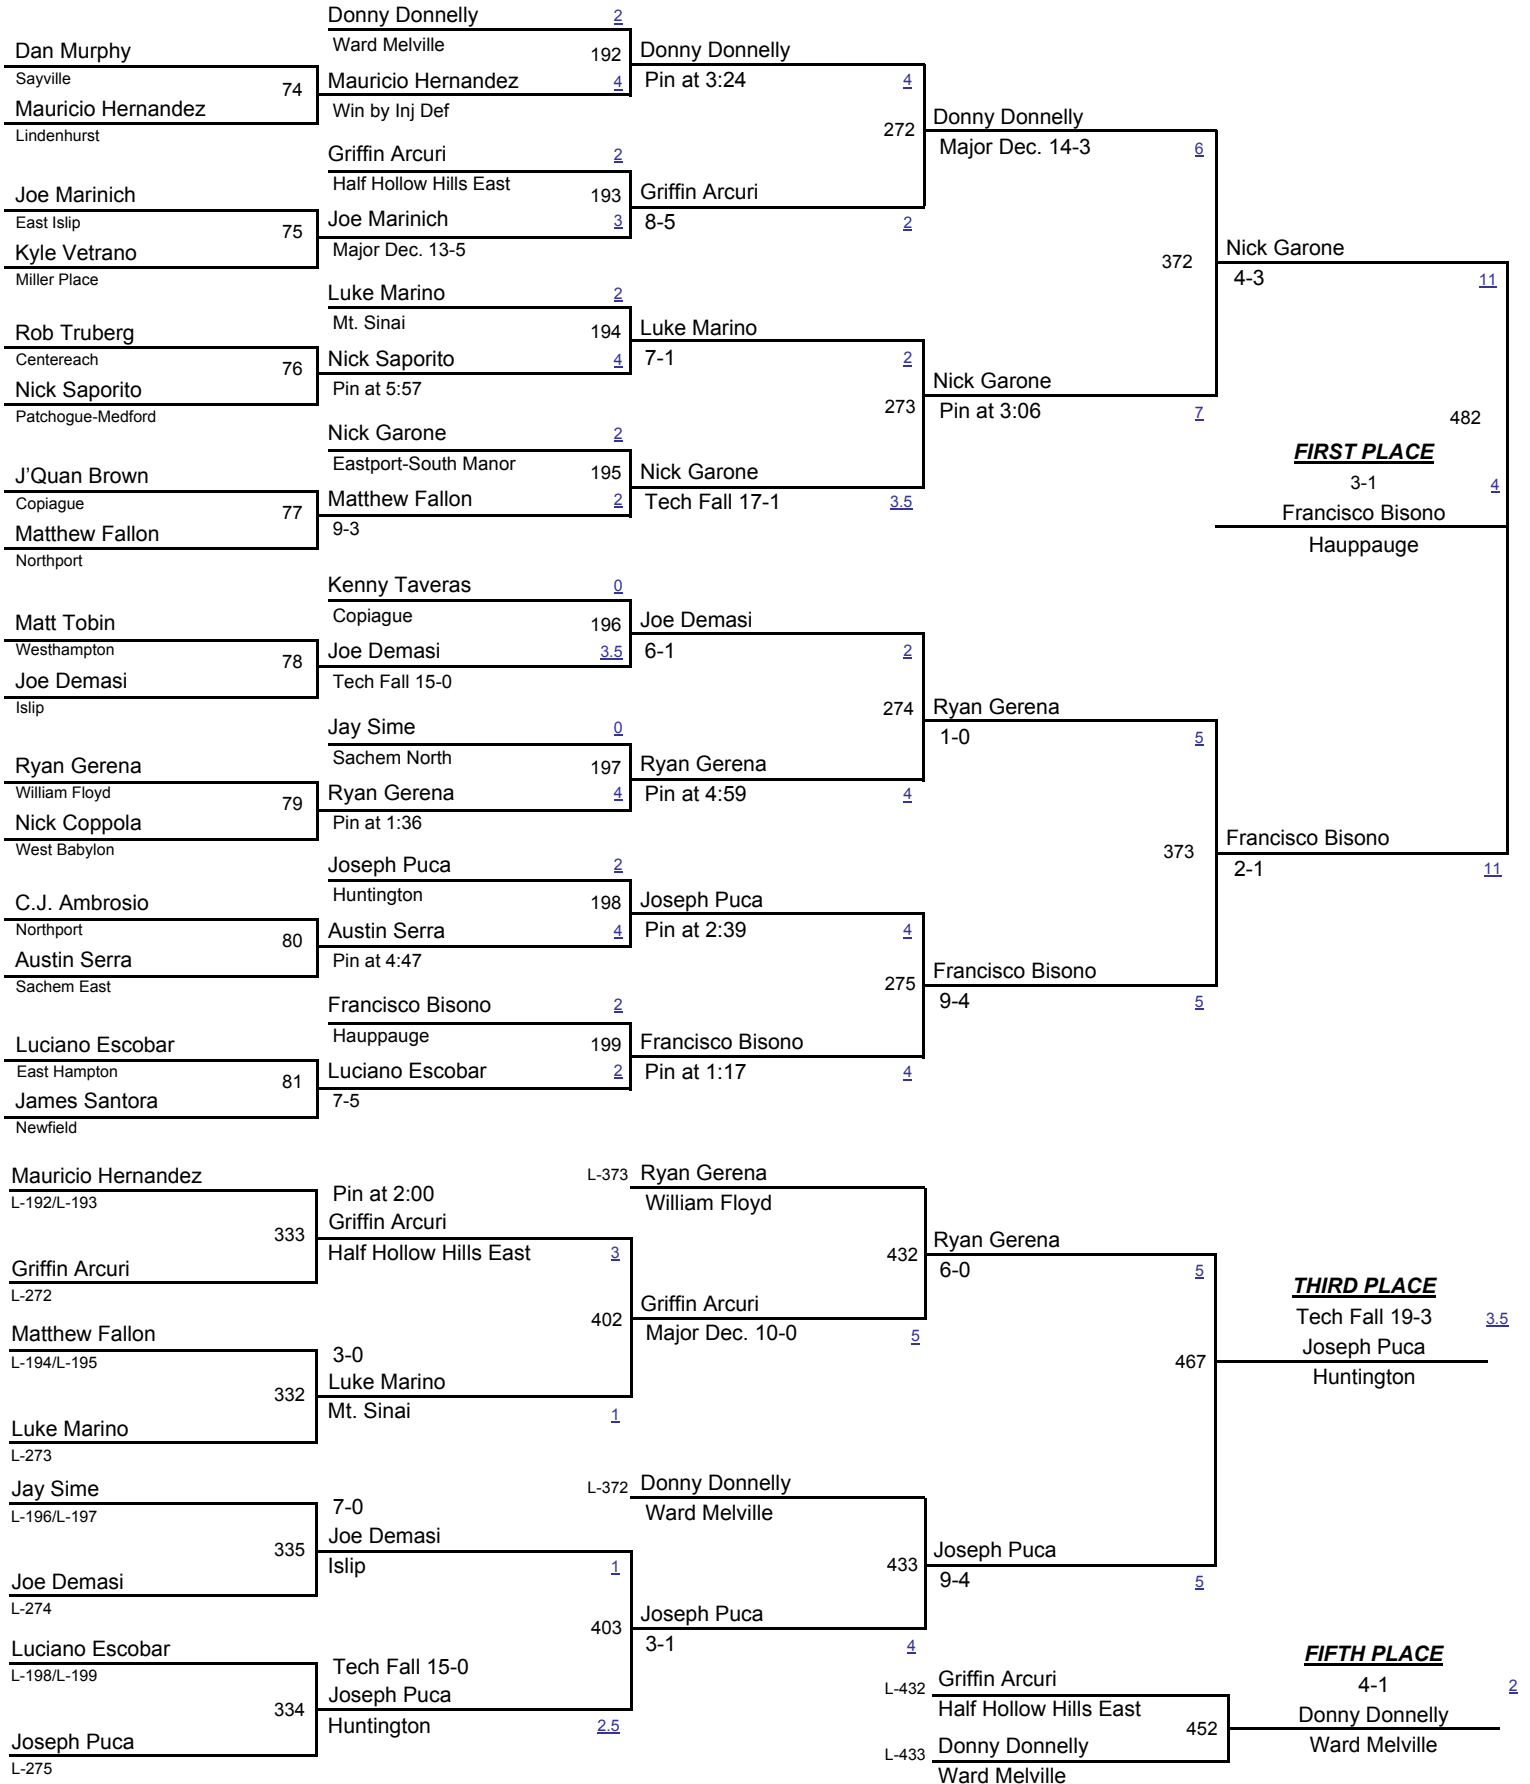 Donny Donnelly 2
Ward Melville
Dan Murphy
Sayville
74
Mauricio Hernandez
Lindenhurst
Mauricio Hernandez 4
Win by Inj Def
192
Donny Donnelly
Pin at 3:24 4
Griffin Arcuri 2
Half Hollow Hills East
Joe Marinich
East Islip
75
Kyle Vetrano
Miller Place
Joe Marinich 3
Major Dec. 13-5
193
Griffin Arcuri
8-5 2
272
Donny Donnelly
Major Dec. 14-3 6
Luke Marino 2
Mt. Sinai
Rob Truberg
Centereach
76
Nick Saporito
Patchogue-Medford
Nick Saporito 4
Pin at 5:57
194
Luke Marino
7-1 2
Nick Garone 2
Eastport-South Manor
J'Quan Brown
Copiague
77
Matthew Fallon
Northport
Matthew Fallon 2
9-3
195
Nick Garone
Tech Fall 17-1 3.5
273
Nick Garone
Pin at 3:06 7
372
Nick Garone
4-3 11
Kenny Taveras 0
Copiague
Matt Tobin
Westhampton
78
Joe Demasi
Islip
Joe Demasi 3.5
Tech Fall 15-0
196
Joe Demasi
6-1 2
Jay Sime 0
Sachem North
Ryan Gerena
William Floyd
79
Nick Coppola
West Babylon
Ryan Gerena 4
Pin at 1:36
197
Ryan Gerena
Pin at 4:59 4
274
Ryan Gerena
1-0 5
Joseph Puca 2
Huntington
C.J. Ambrosio
Northport
80
Austin Serra
Sachem East
Austin Serra 4
Pin at 4:47
198
Joseph Puca
Pin at 2:39 4
Francisco Bisono 2
Hauppauge
Luciano Escobar
East Hampton
81
James Santora
Newfield
Luciano Escobar 2
7-5
199
Francisco Bisono
Pin at 1:17 4
275
Francisco Bisono
9-4 5
373
Francisco Bisono
2-1 11
482
FIRST PLACE
3-1 4
Francisco Bisono
Hauppauge
Mauricio Hernandez
L-192/L-193
333
Griffin Arcuri
L-272
Pin at 2:00
Griffin Arcuri
Half Hollow Hills East 3
Matthew Fallon
L-194/L-195
332
Luke Marino
L-273
3-0
Luke Marino
Mt. Sinai 1
402
L-373 Ryan Gerena
William Floyd
Griffin Arcuri
Major Dec. 10-0 5
432
Ryan Gerena
6-0 5
Jay Sime
L-196/L-197
335
Joe Demasi
L-274
7-0
Joe Demasi
Islip 1
Luciano Escobar
L-198/L-199
334
Joseph Puca
L-275
Tech Fall 15-0
Joseph Puca
Huntington 2.5
403
L-372 Donny Donnelly
Ward Melville
Joseph Puca
3-1 4
433
Joseph Puca
9-4 5
467
THIRD PLACE
Tech Fall 19-3 3.5
Joseph Puca
Huntington
L-432 Griffin Arcuri
Half Hollow Hills East
452
L-433 Donny Donnelly
Ward Melville
FIFTH PLACE
4-1 2
Donny Donnelly
Ward Melville